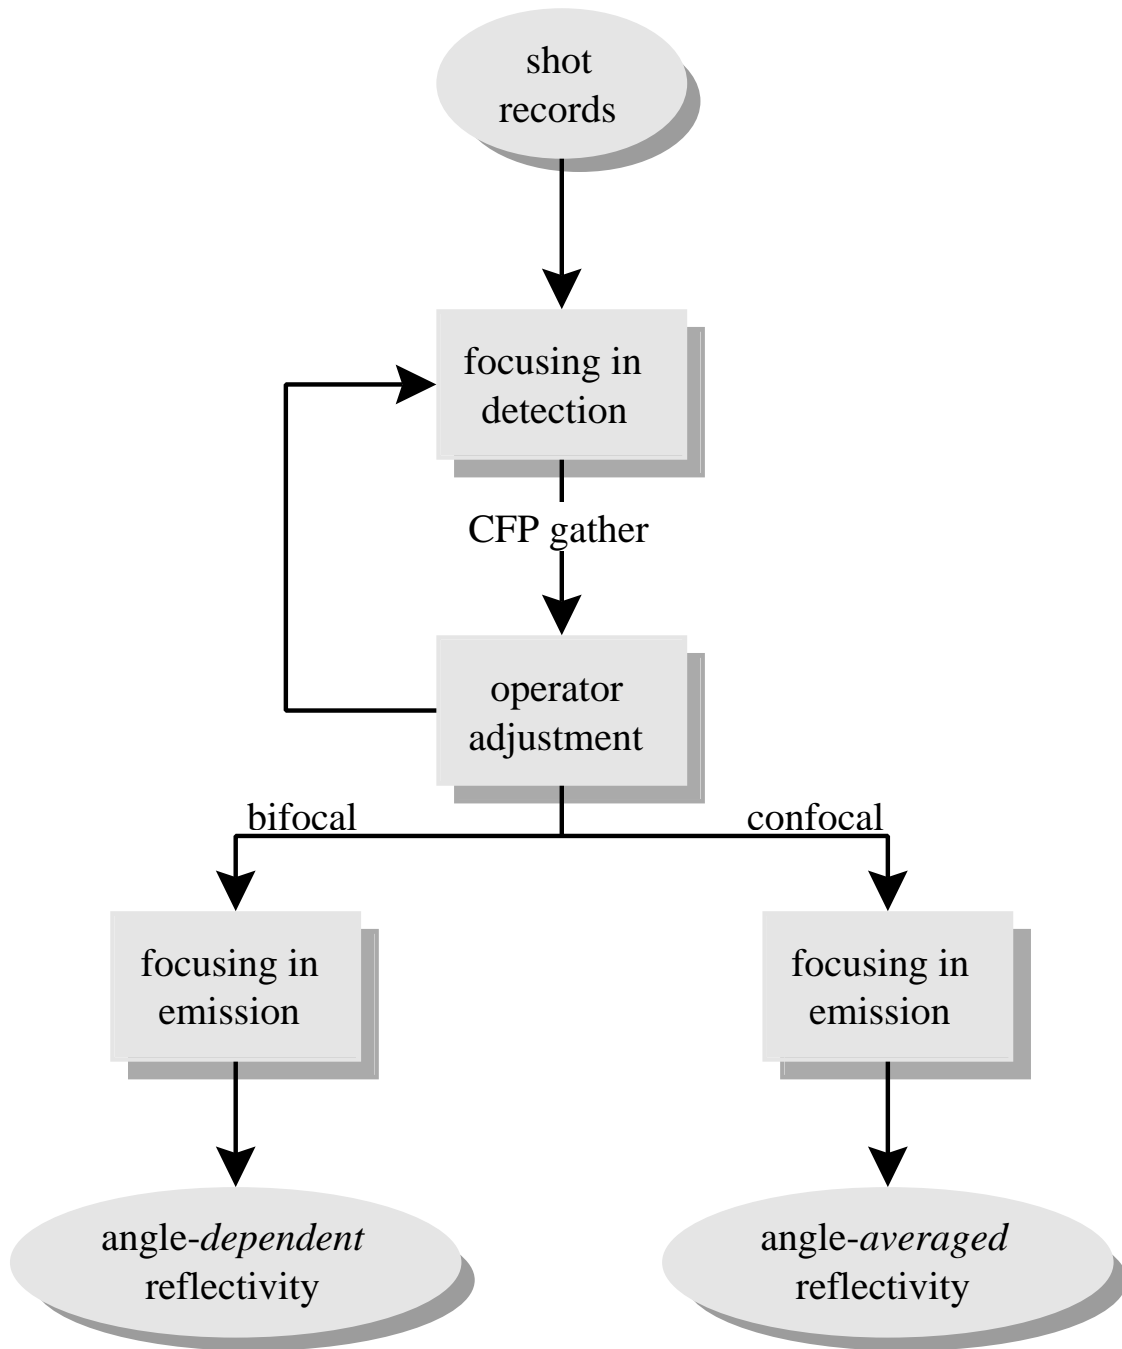 shot
records
focusing in
detection
CFP gather
operator
adjustment
bifocal
confocal
focusing in
emission
focusing in
emission
angle-dependent
reflectivity
angle-averaged
reflectivity